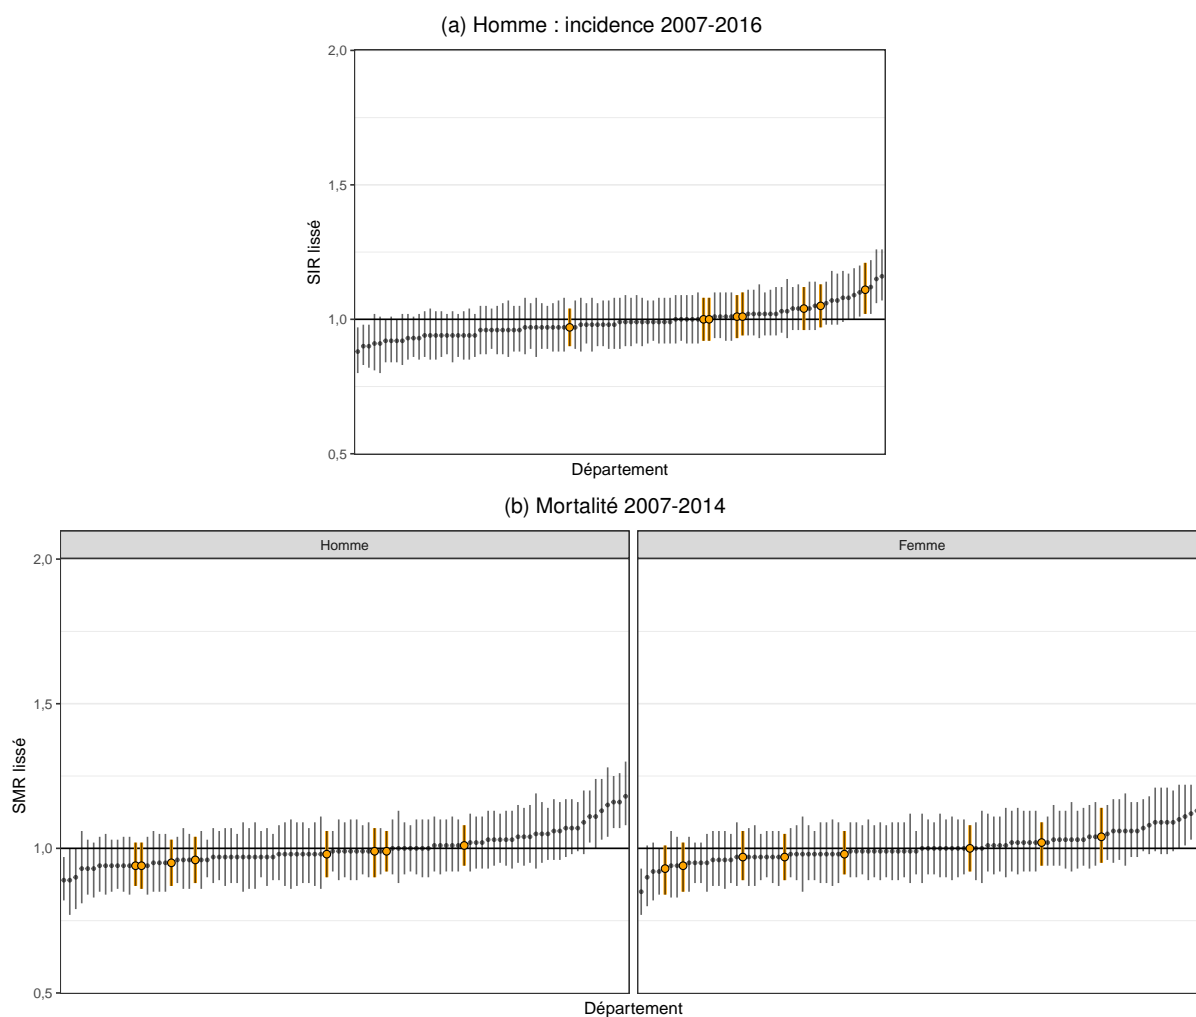 (a) Homme : incidence 2007-2016
2,0
1,5
1,0
0,5
SIR lissé
Département
(b) Mortalité 2007-2014
Homme
Femme
2,0
1,5
1,0
0,5
SMR lissé
Département